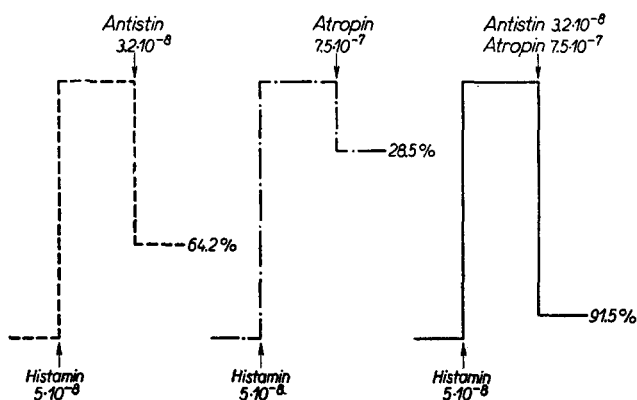 Antistin
3.2·10⁻⁸
Atropin
7.5·10⁻⁷
Antistin 3.2·10⁻⁸
Atropin 7.5·10⁻⁷
64.2%
28.5%
91.5%
Histamin
5·10⁻⁸
Histamin
5·10⁻⁸.
Histamin
5·10⁻⁸